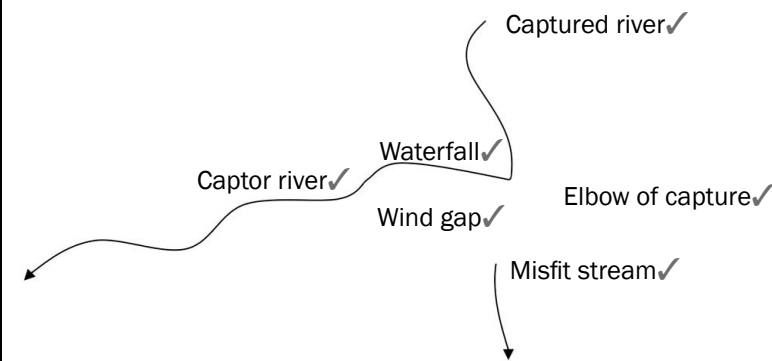 Captured river✓
Waterfall✓
Captor river✓
Elbow of capture✓
Wind gap✓
Misfit stream✓